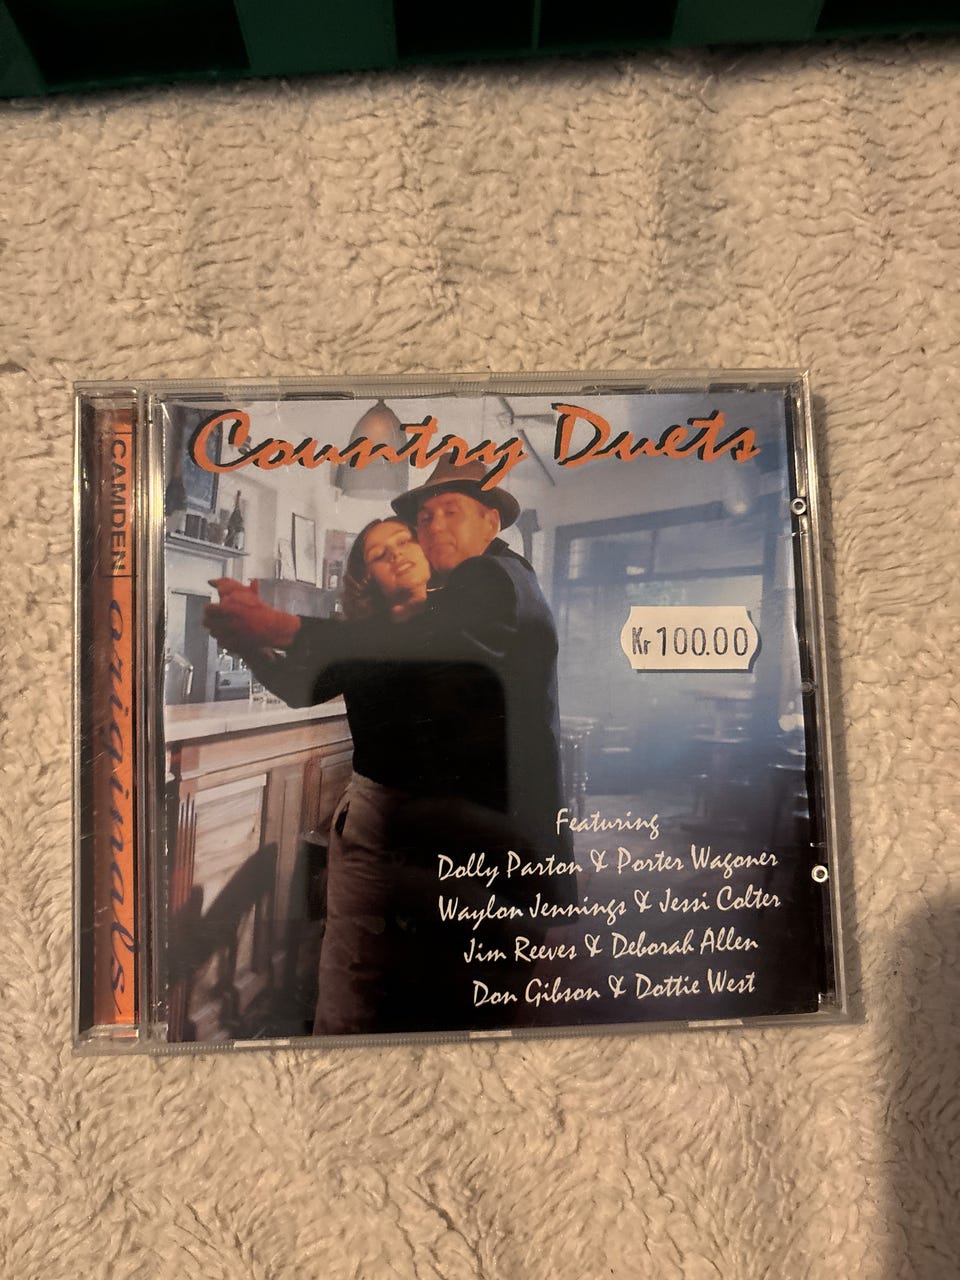 Country Duets
CAMDEN originals
Kr 100.00
Featuring
Dolly Parton & Porter Wagoner
Waylon Jennings & Jessi Colter
Jim Reeves & Deborah Allen
Don Gibson & Dottie West